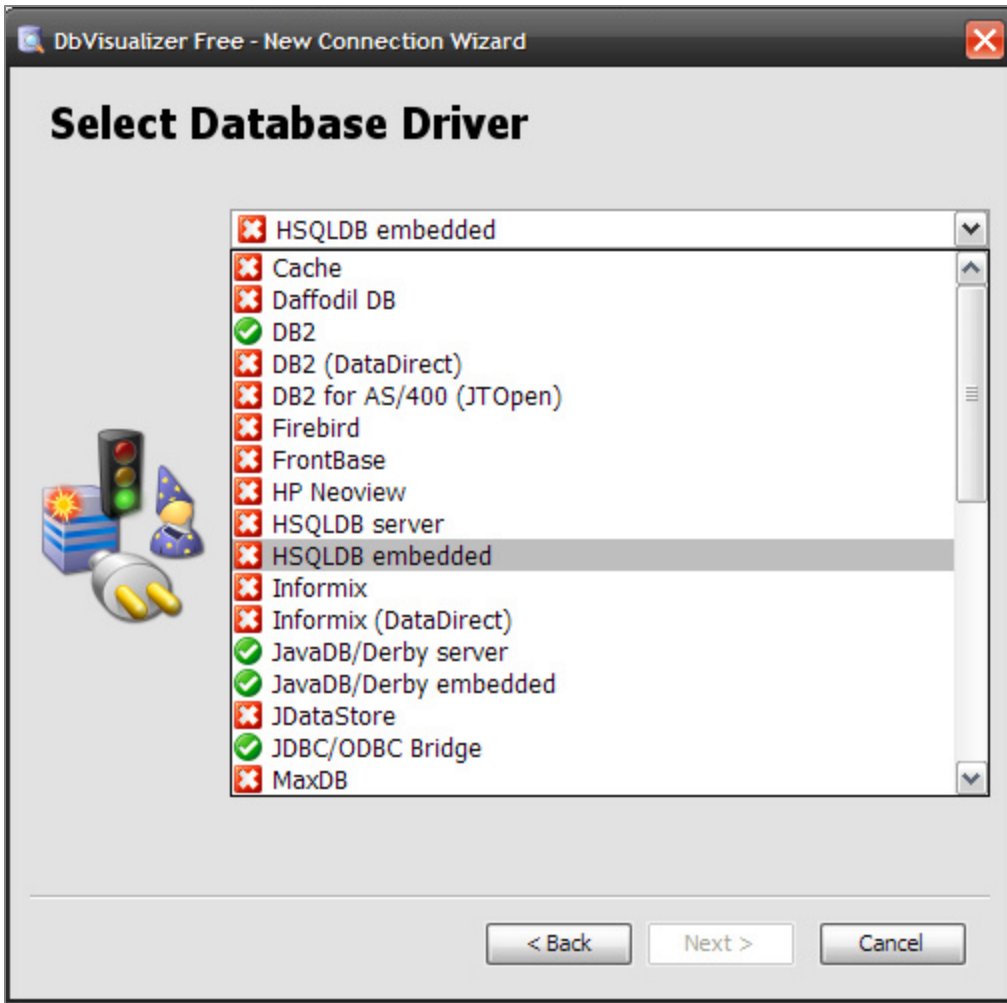 DbVisualizer Free - New Connection Wizard
Select Database Driver
HSQLDB embedded
Cache
Daffodil DB
DB2
DB2 (DataDirect)
DB2 for AS/400 (JTOpen)
Firebird
FrontBase
HP Neoview
HSQLDB server
HSQLDB embedded
Informix
Informix (DataDirect)
JavaDB/Derby server
JavaDB/Derby embedded
JDataStore
JDBC/ODBC Bridge
MaxDB
< Back Next > Cancel